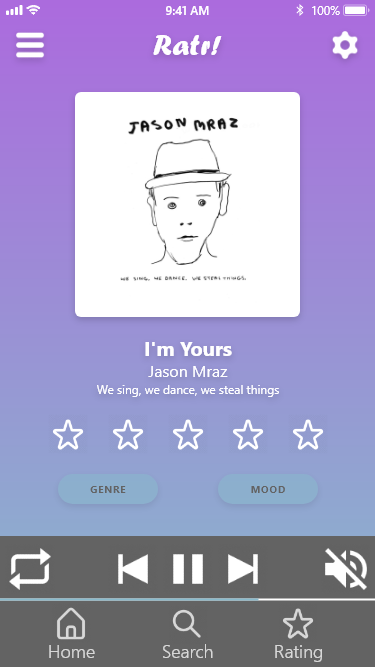 9:41 AM 100%
Ratr!
JASON MRAZ
WE SING. WE DANCE. WE STEAL THINGS.
I'm Yours
Jason Mraz
We sing, we dance, we steal things
GENRE MOOD
Home Search Rating